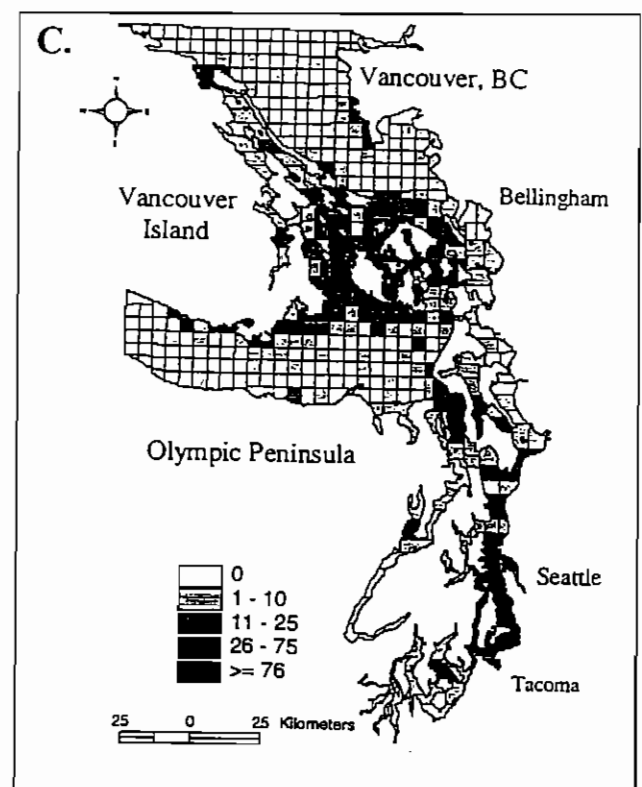 C.
Vancouver, BC
Bellingham
Vancouver
Island
Olympic Peninsula
Seattle
Tacoma
0
1 - 10
11 - 25
26 - 75
>= 76
25 0 25 Kilometers